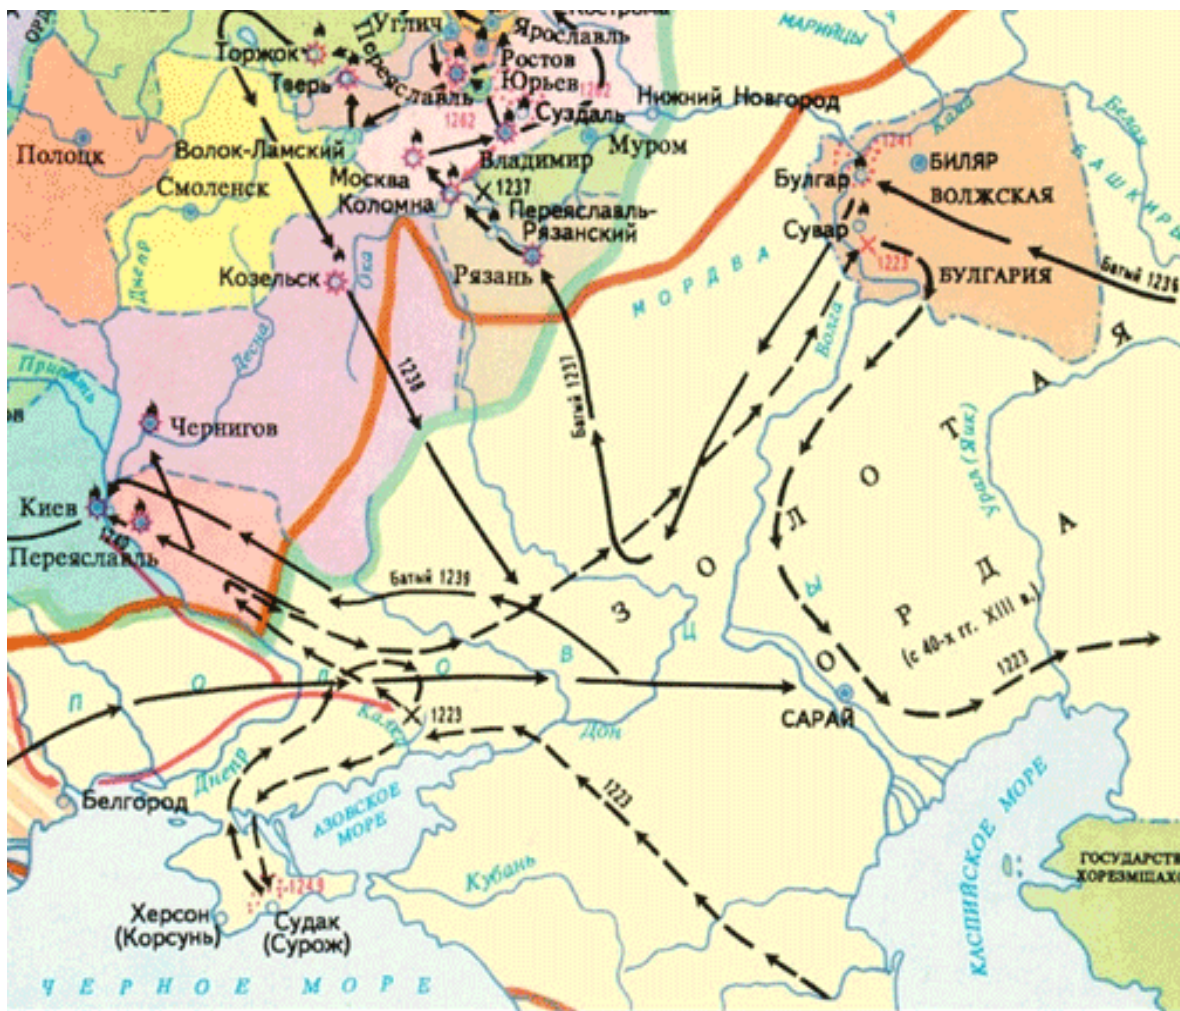 Углич
Ярославль
МАРИЙЦЫ
Торжок
Переяславль
Ростов
Тверь
Юрьев
1262
1262
Суздаль
Нижний Новгород
Кама
Белая
БАШКИРЫ
Полоцк
Волок-Ламский
Владимир
Муром
1241
БИЛЯР
Булгар
ВОЛЖСКАЯ
Смоленск
Москва
Коломна
1237
Переяславль-
Рязанский
Сувар
1223
БУЛГАРИЯ
Батый 1236
Днепр
Козельск
Ока
Рязань
МОРДВА
Волга
Десна
Припять
1238
Батый 1237
Чернигов
Урал (Яик)
Киев
1240
Переяславль
Батый 1239
ЗОЛОТАЯ
ОРДА
(с 40-х гг. XIII в.)
ПОЛОВЦЫ
1223
1223
САРАЙ
Калка
Дон
Днепр
Белгород
АЗОВСКОЕ
МОРЕ
1223
КАСПИЙСКОЕ МОРЕ
Кубань
1249
Херсон
(Корсунь)
Судак
(Сурож)
ЧЕРНОЕ МОРЕ